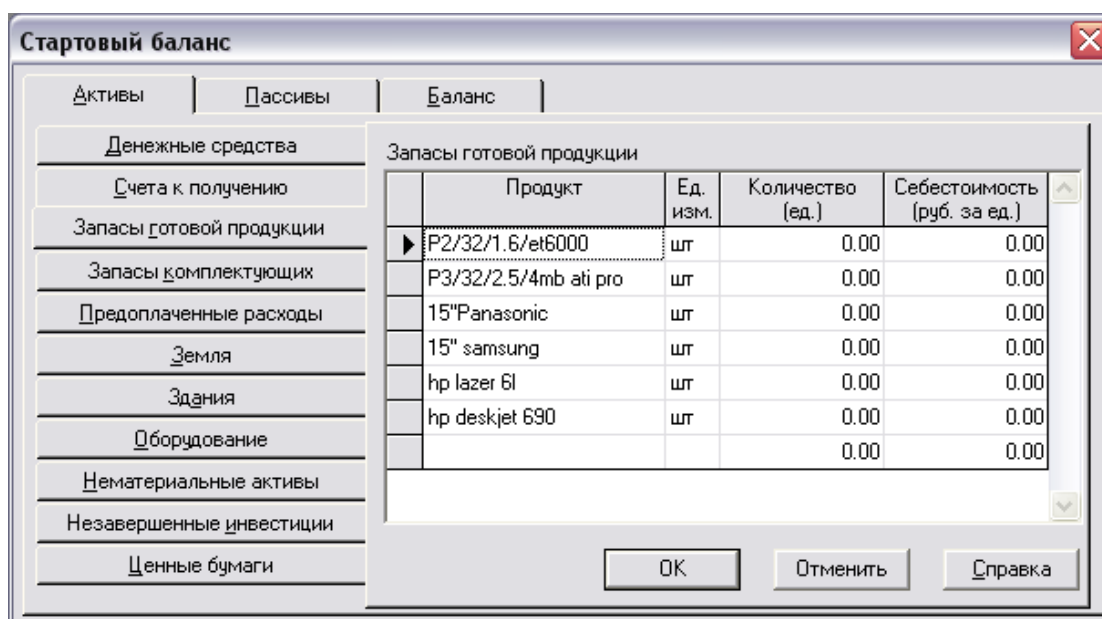 Стартовый баланс
Активы Пассивы Баланс
Денежные средства
Счета к получению
Запасы готовой продукции
Запасы комплектующих
Предоплаченные расходы
Земля
Здания
Оборудование
Нематериальные активы
Незавершенные инвестиции
Ценные бумаги
Запасы готовой продукции
Продукт Ед. изм. Количество (ед.) Себестоимость (руб. за ед.)
P2/32/1.6/et6000 шт 0.00 0.00
P3/32/2.5/4mb ati pro шт 0.00 0.00
15"Panasonic шт 0.00 0.00
15" samsung шт 0.00 0.00
hp lazer 6l шт 0.00 0.00
hp deskjet 690 шт 0.00 0.00
0.00 0.00
OK Отменить Справка